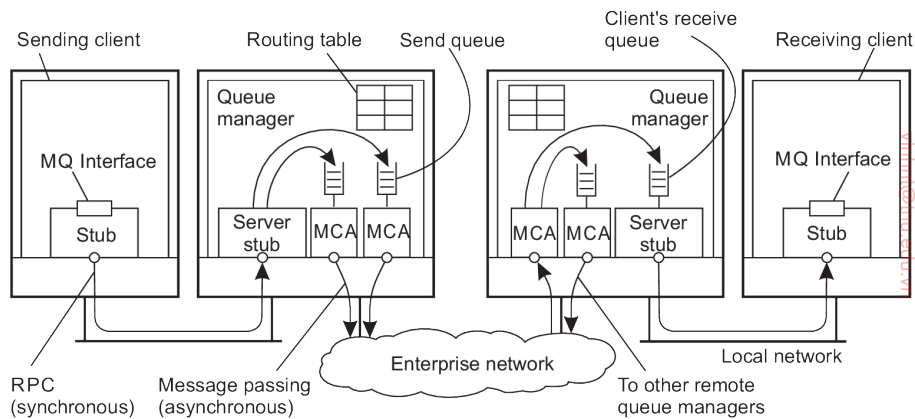 Sending client
Routing table
Send queue
Client's receive
queue
Receiving client
Queue
manager
Queue
manager
MQ Interface
Stub
Server
stub
MCA
MCA
MCA
MCA
Server
stub
MQ Interface
Stub
Enterprise network
Local network
RPC
(synchronous)
Message passing
(asynchronous)
To other remote
queue managers